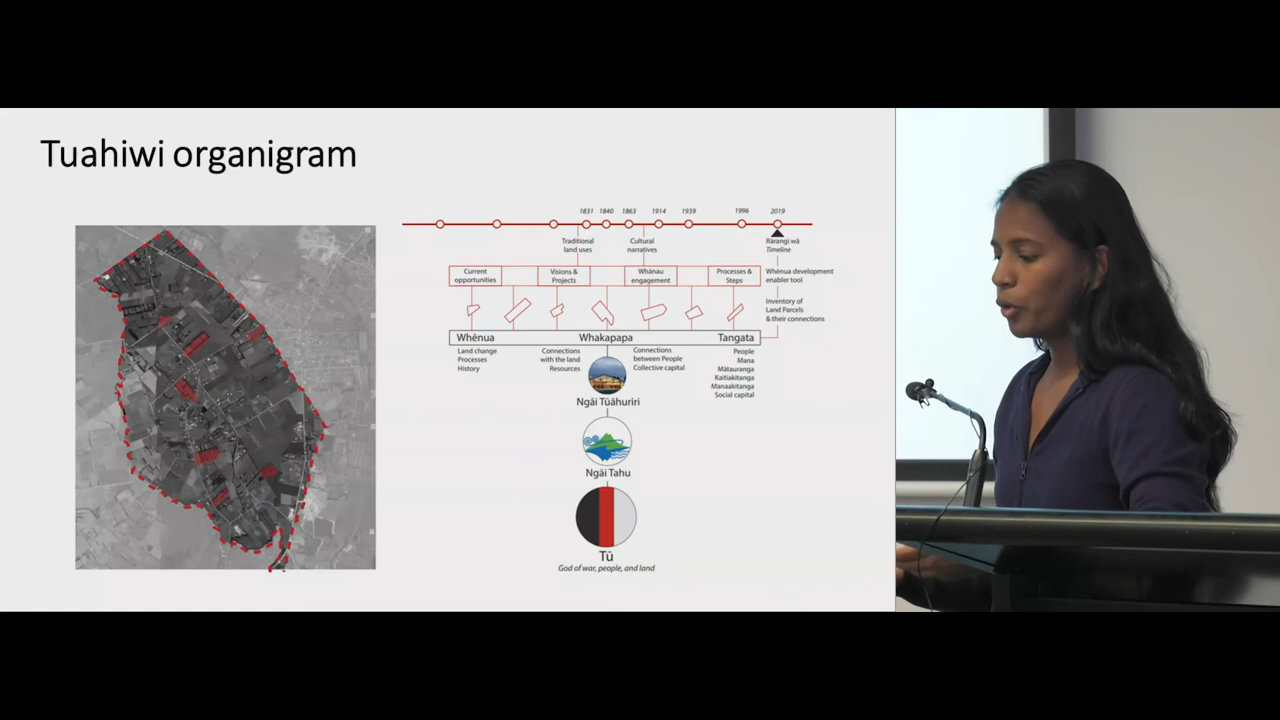 Tuahiwi organigram
1831 1840 1863 1914 1939 1996 2019
Traditional
land uses
Cultural
narratives
Rārangi wā
Timeline
Current
opportunities
Visions &
Projects
Whānau
engagement
Processes &
Steps
Whēnua development
enabler tool
Inventory of
Land Parcels
& their connections
Whēnua
Whakapapa
Tangata
Land change
Processes
History
Connections
with the land
Resources
Connections
between People
Collective capital
People
Mana
Mātauranga
Kaitiakitanga
Manaakitanga
Social capital
Ngāi Tūāhuriri
Ngāi Tahu
Tū
God of war, people, and land